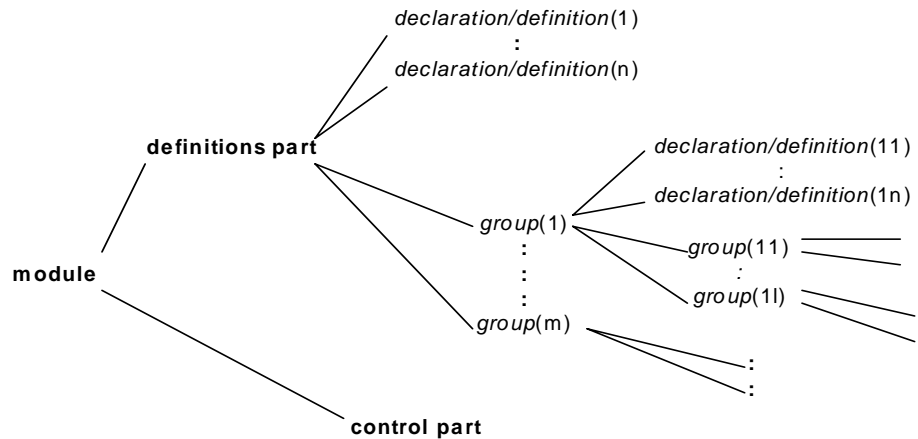 declaration/definition(1)
:
declaration/definition(n)
definitions part
declaration/definition(11)
:
declaration/definition(1n)
group(1)
group(11)
:
:
:
:
group(1l)
module
group(m)
:
:
control part